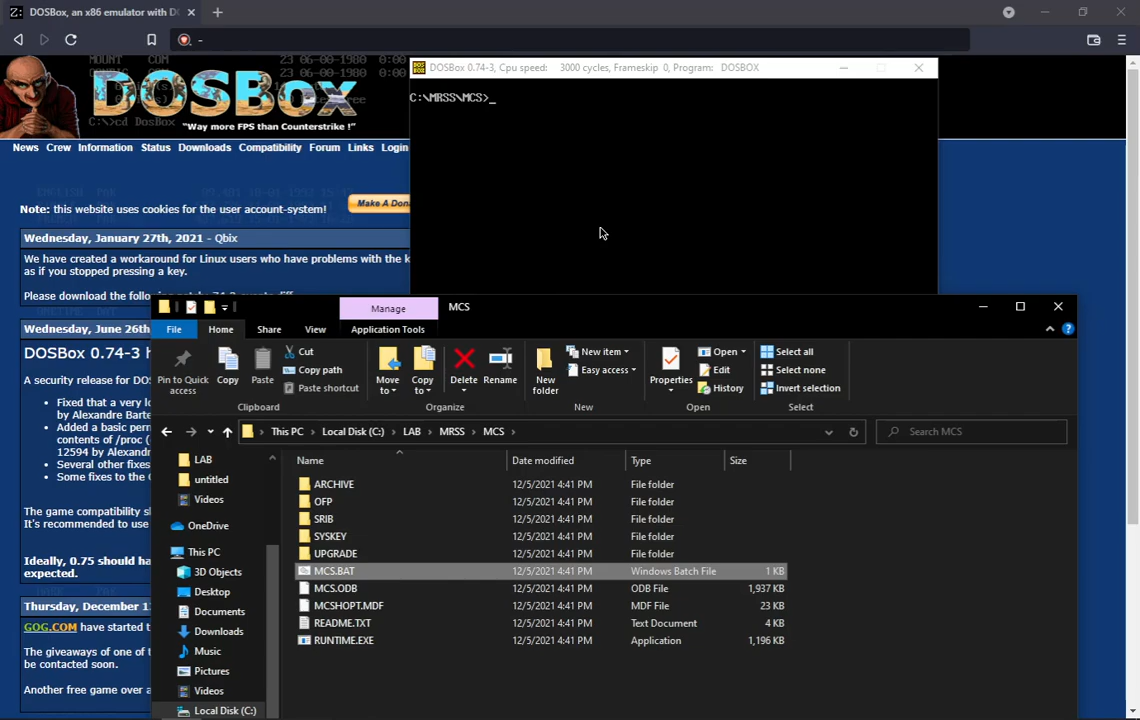 Z: DOSBox, an x86 emulator with D
DOSBox 0.74-3, Cpu speed: 3000 cycles, Frameskip 0, Program: DOSBOX
C:\MRSS\MCS>_
DOSBox
"Way more FPS than Counterstrike !"
News Crew Information Status Downloads Compatibility Forum Links Login
Note: this website uses cookies for the user account-system!
Make A Don
Wednesday, January 27th, 2021 - Qbix
We have created a workaround for Linux users who have problems with the k
as if you stopped pressing a key.
Please download the follo
Wednesday, June 26th
DOSBox 0.74-3 h
A security release for DO
Fixed that a very lo
by Alexandre Barte
Added a basic perm
contents of /proc (
12594 by Alexand
Several other fixes
Some fixes to the
The game compatibility s
It's recommended to use
Ideally, 0.75 should ha
expected.
Thursday, December 1
GOG.COM have started t
The giveaways of one of t
be contacted soon.
Another free game over a
Manage
MCS
File
Home
Share
View
Application Tools
Pin to Quick access
Copy
Paste
Cut
Copy path
Paste shortcut
Clipboard
Move to
Copy to
Delete
Rename
Organize
New folder
New item
Easy access
New
Properties
Open
Edit
History
Open
Select all
Select none
Invert selection
Select
This PC > Local Disk (C:) > LAB > MRSS > MCS >
Search MCS
LAB
untitled
Videos
OneDrive
This PC
3D Objects
Desktop
Documents
Downloads
Music
Pictures
Videos
Local Disk (C:)
Name Date modified Type Size
ARCHIVE 12/5/2021 4:41 PM File folder
OFP 12/5/2021 4:41 PM File folder
SRIB 12/5/2021 4:41 PM File folder
SYSKEY 12/5/2021 4:41 PM File folder
UPGRADE 12/5/2021 4:41 PM File folder
MCS.BAT 12/5/2021 4:41 PM Windows Batch File 1 KB
MCS.ODB 12/5/2021 4:41 PM ODB File 1,937 KB
MCSHOPT.MDF 12/5/2021 4:41 PM MDF File 23 KB
README.TXT 12/5/2021 4:41 PM Text Document 4 KB
RUNTIME.EXE 12/5/2021 4:41 PM Application 1,196 KB